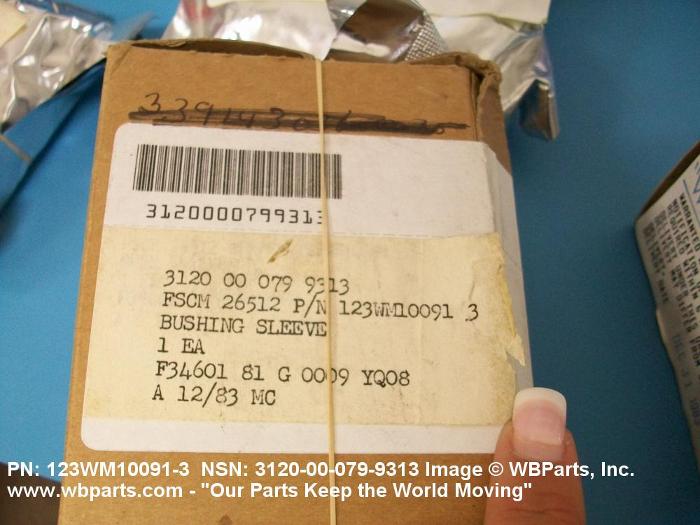 3120000799313
3120 00 079 9313
FSCM 26512 P/N 123WM10091 3
BUSHING SLEEVE
1 EA
F34601 81 G 0009 YQ08
A 12/83 MC
PN: 123WM10091-3 NSN: 3120-00-079-9313 Image © WBParts, Inc.
www.wbparts.com - "Our Parts Keep the World Moving"